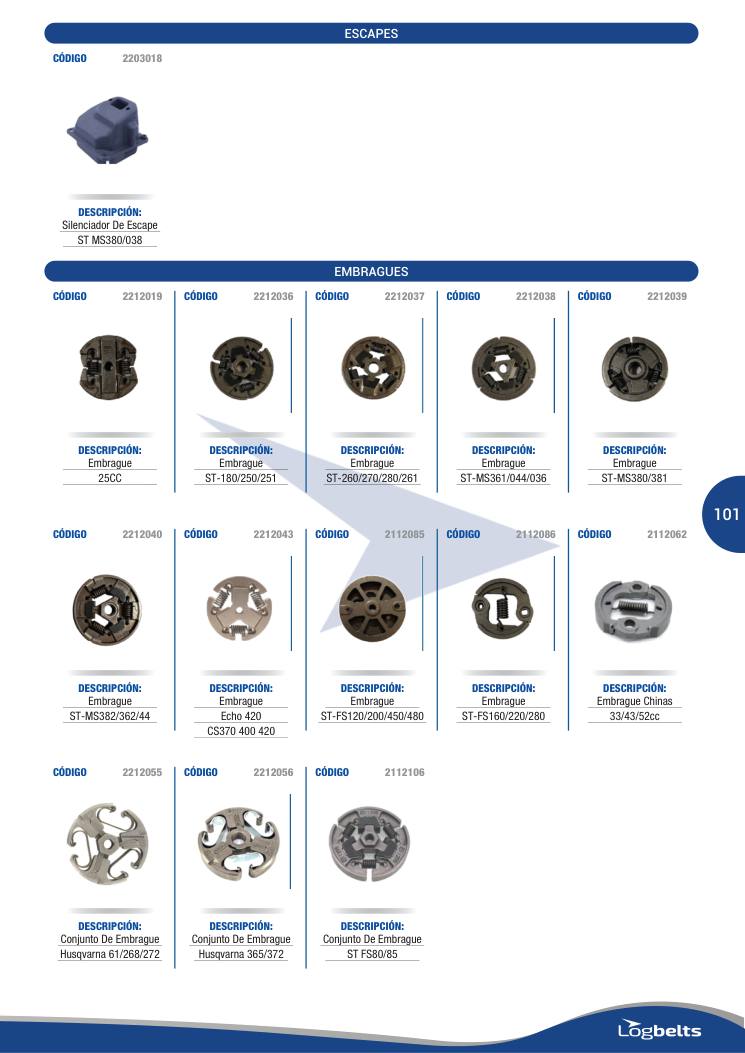 ESCAPES
CÓDIGO 2203018
DESCRIPCIÓN:
Silenciador De Escape
ST MS380/038
EMBRAGUES
CÓDIGO 2212019
DESCRIPCIÓN:
Embrague
25CC
CÓDIGO 2212036
DESCRIPCIÓN:
Embrague
ST-180/250/251
CÓDIGO 2212037
DESCRIPCIÓN:
Embrague
ST-260/270/280/261
CÓDIGO 2212038
DESCRIPCIÓN:
Embrague
ST-MS361/044/036
CÓDIGO 2212039
DESCRIPCIÓN:
Embrague
ST-MS380/381
101
CÓDIGO 2212040
DESCRIPCIÓN:
Embrague
ST-MS382/362/44
CÓDIGO 2212043
DESCRIPCIÓN:
Embrague
Echo 420
CS370 400 420
CÓDIGO 2112085
DESCRIPCIÓN:
Embrague
ST-FS120/200/450/480
CÓDIGO 2112086
DESCRIPCIÓN:
Embrague
ST-FS160/220/280
CÓDIGO 2112062
DESCRIPCIÓN:
Embrague Chinas
33/43/52cc
CÓDIGO 2212055
DESCRIPCIÓN:
Conjunto De Embrague
Husqvarna 61/268/272
CÓDIGO 2212056
DESCRIPCIÓN:
Conjunto De Embrague
Husqvarna 365/372
CÓDIGO 2112106
DESCRIPCIÓN:
Conjunto De Embrague
ST FS80/85
Logbelts